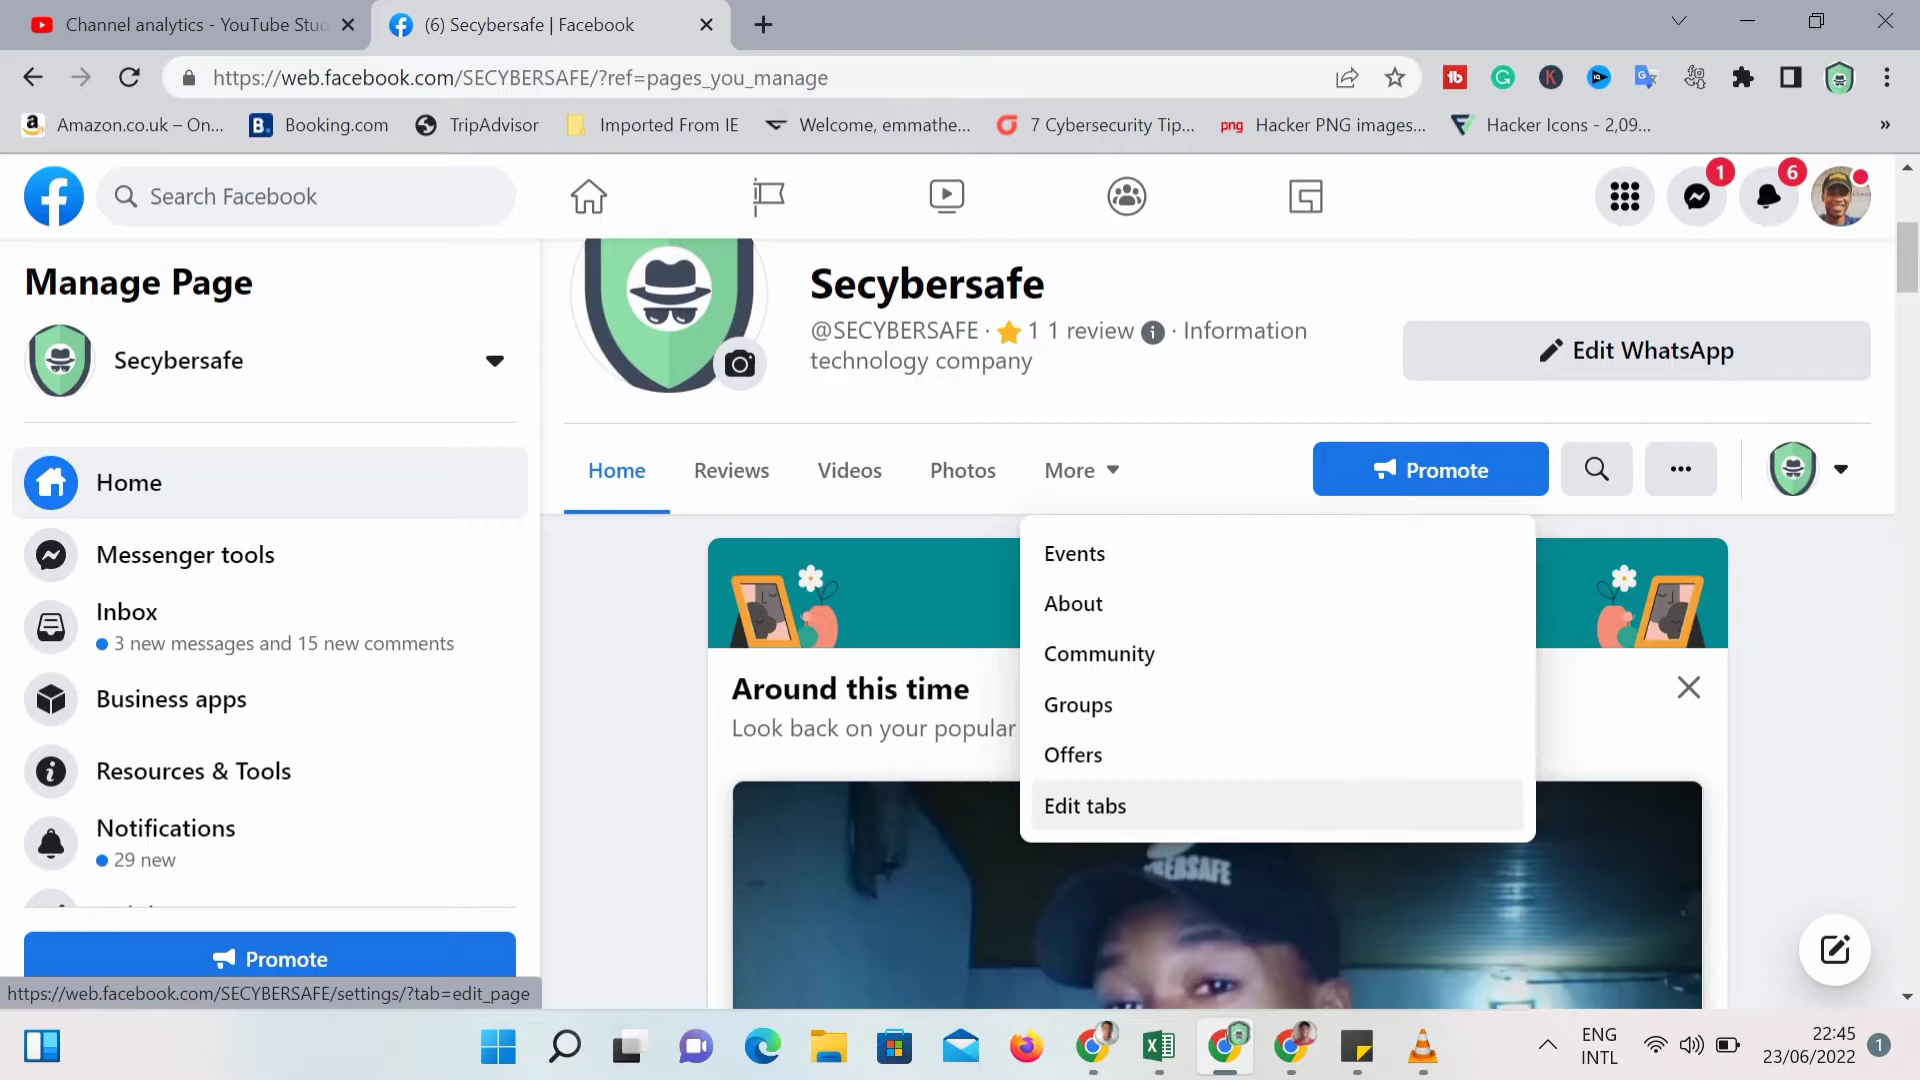 Channel analytics - YouTube Stu
(6) Secybersafe | Facebook
https://web.facebook.com/SECYBERSAFE/?ref=pages_you_manage
Amazon.co.uk – On...
Booking.com
TripAdvisor
Imported From IE
Welcome, emmathe...
7 Cybersecurity Tip...
png
Hacker PNG images...
Hacker Icons - 2,09...
»
Search Facebook
1
6
Manage Page
Secybersafe
Home
Messenger tools
Inbox
3 new messages and 15 new comments
Business apps
Resources & Tools
Notifications
29 new
Promote
https://web.facebook.com/SECYBERSAFE/settings/?tab=edit_page
Secybersafe
@SECYBERSAFE · 1 1 review · Information
technology company
Edit WhatsApp
Home
Reviews
Videos
Photos
More
Promote
Events
About
Community
Groups
Offers
Edit tabs
Around this time
Look back on your popular
ENG
INTL
22:45
23/06/2022
1